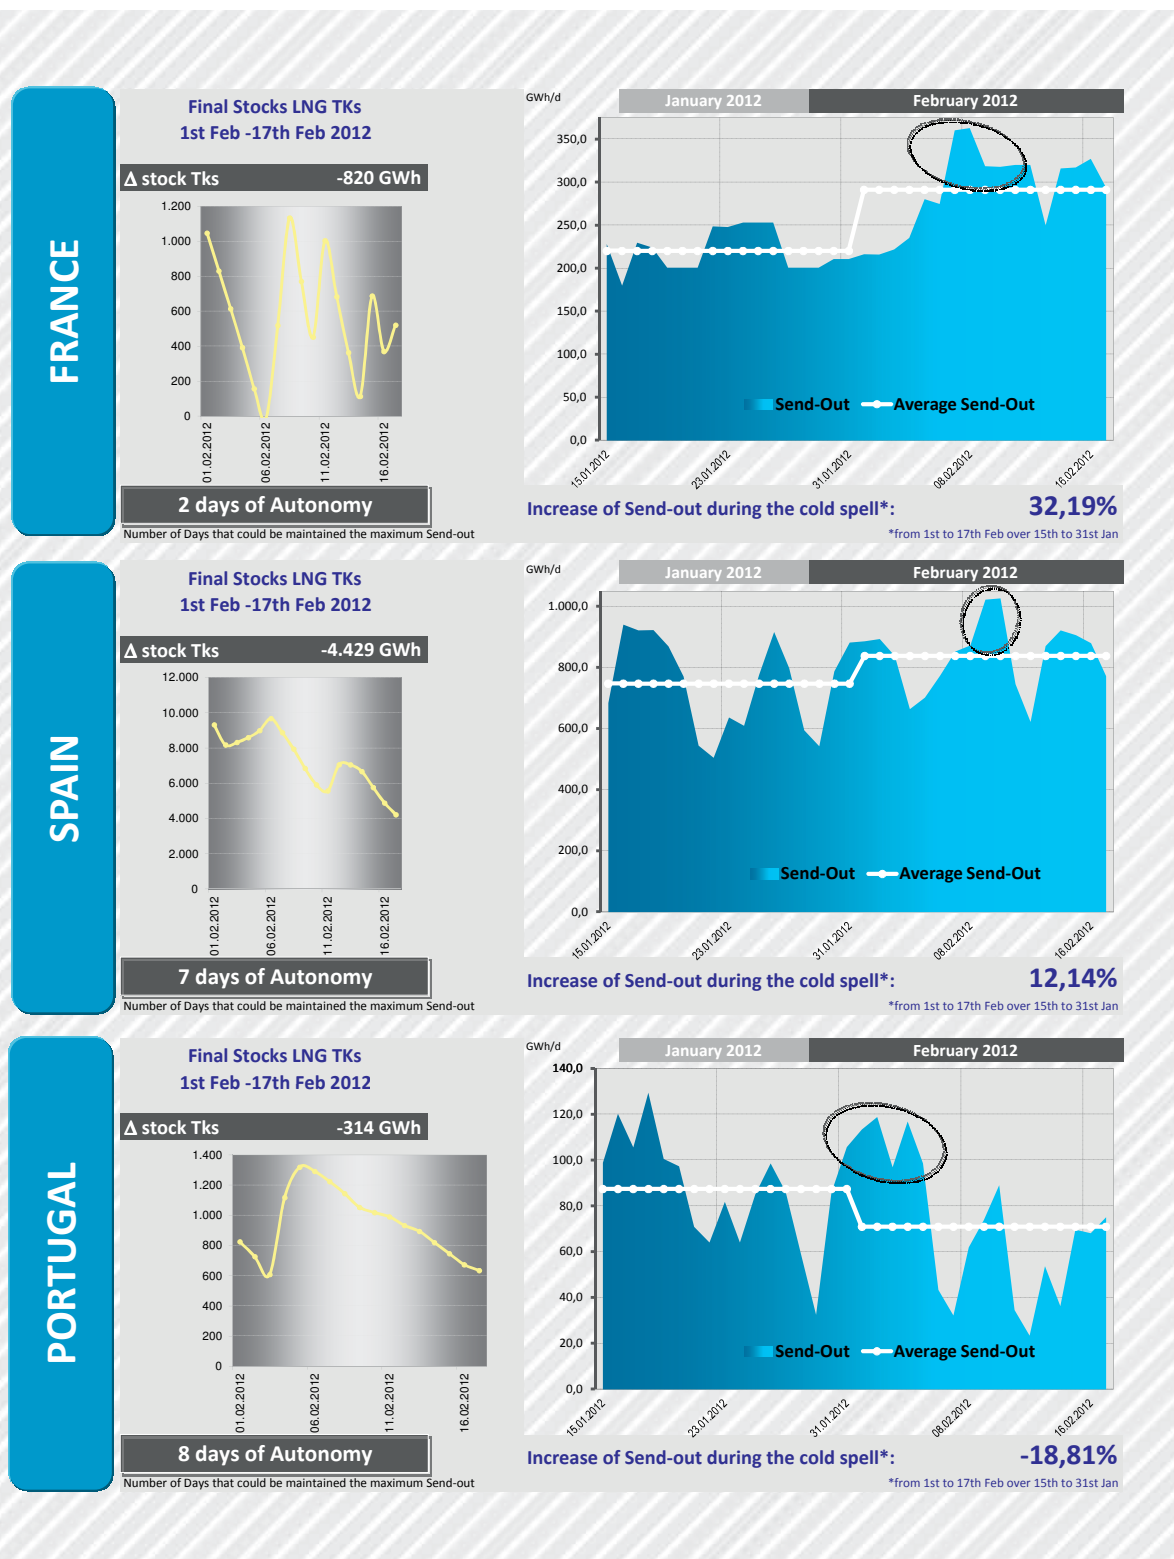 FRANCE
Final Stocks LNG TKs
1st Feb -17th Feb 2012
Δ stock Tks -820 GWh
1.200
1.000
800
600
400
200
0
01.02.2012
06.02.2012
11.02.2012
16.02.2012
2 days of Autonomy
Number of Days that could be maintained the maximum Send-out
GWh/d
January 2012
February 2012
350,0
300,0
250,0
200,0
150,0
100,0
50,0
0,0
Send-Out Average Send-Out
15.01.2012
23.01.2012
31.01.2012
08.02.2012
16.02.2012
Increase of Send-out during the cold spell*: 32,19%
*from 1st to 17th Feb over 15th to 31st Jan
SPAIN
Final Stocks LNG TKs
1st Feb -17th Feb 2012
Δ stock Tks -4.429 GWh
12.000
10.000
8.000
6.000
4.000
2.000
0
01.02.2012
06.02.2012
11.02.2012
16.02.2012
7 days of Autonomy
Number of Days that could be maintained the maximum Send-out
GWh/d
January 2012
February 2012
1.000,0
800,0
600,0
400,0
200,0
0,0
Send-Out Average Send-Out
15.01.2012
23.01.2012
31.01.2012
08.02.2012
16.02.2012
Increase of Send-out during the cold spell*: 12,14%
*from 1st to 17th Feb over 15th to 31st Jan
PORTUGAL
Final Stocks LNG TKs
1st Feb -17th Feb 2012
Δ stock Tks -314 GWh
1.400
1.200
1.000
800
600
400
200
0
01.02.2012
06.02.2012
11.02.2012
16.02.2012
8 days of Autonomy
Number of Days that could be maintained the maximum Send-out
GWh/d
January 2012
February 2012
140,0
120,0
100,0
80,0
60,0
40,0
20,0
0,0
Send-Out Average Send-Out
15.01.2012
23.01.2012
31.01.2012
08.02.2012
16.02.2012
Increase of Send-out during the cold spell*: -18,81%
*from 1st to 17th Feb over 15th to 31st Jan